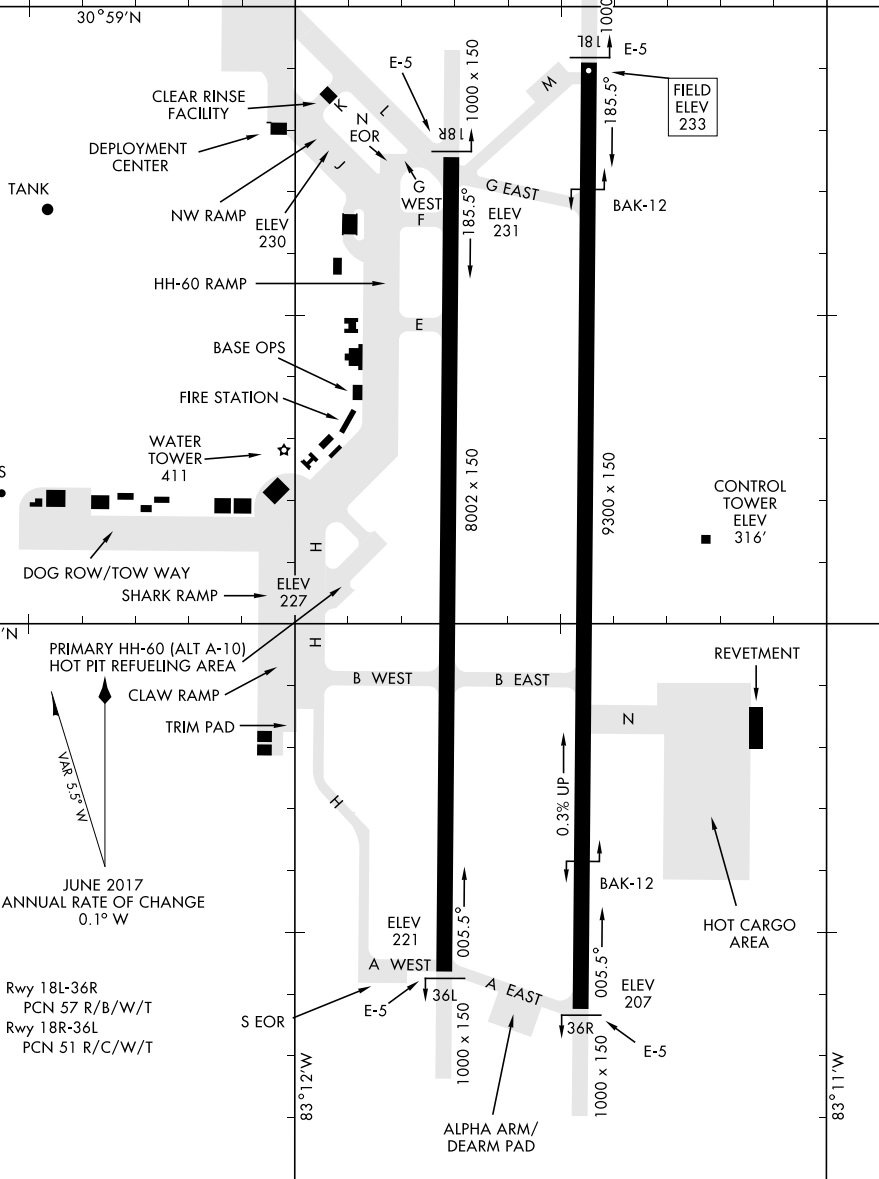 30°59'N
1000
18L
E-5
E-5
1000 x 150
M
FIELD
ELEV
233
CLEAR RINSE
FACILITY
K
L
N
EOR
18R
185.5°
DEPLOYMENT
CENTER
J
TANK
NW RAMP
ELEV
230
G
WEST
F
185.5°
G EAST
ELEV
231
BAK-12
HH-60 RAMP
E
BASE OPS
FIRE STATION
WATER
TOWER
411
S
8002 x 150
9300 x 150
CONTROL
TOWER
ELEV
316'
H
DOG ROW/TOW WAY
SHARK RAMP
ELEV
227
'N
H
PRIMARY HH-60 (ALT A-10)
HOT PIT REFUELING AREA
CLAW RAMP
B WEST
B EAST
REVETMENT
TRIM PAD
N
VAR 5.5° W
H
0.3% UP
JUNE 2017
ANNUAL RATE OF CHANGE
0.1° W
BAK-12
ELEV
221
005.5°
HOT CARGO
AREA
A WEST
005.5°
Rwy 18L-36R
PCN 57 R/B/W/T
Rwy 18R-36L
PCN 51 R/C/W/T
S EOR
E-5
36L
A EAST
ELEV
207
36R
E-5
1000 x 150
1000 x 150
83°12'W
83°11'W
ALPHA ARM/
DEARM PAD